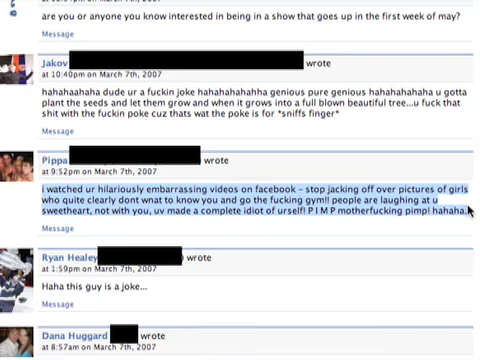 are you or anyone you know interested in being in a show that goes up in the first week of may?
Message
Jakov wrote
at 10:40pm on March 7th, 2007
hahahaahaha dude ur a fuckin joke hahahahahahha genious pure genious hahahahahaha u gotta
plant the seeds and let them grow and when it grows into a full blown beautiful tree...u fuck that
shit with the fuckin poke cuz thats wat the poke is for *sniffs finger*
Message
Pippa wrote
at 9:52pm on March 7th, 2007
i watched ur hilariously embarrassing videos on facebook - stop jacking off over pictures of girls
who quite clearly dont what to know you and go the fucking gym!! people are laughing at u
sweetheart, not with you, uv made a complete idiot of urself! P I M P motherfucking pimp! hahaha.
Message
Ryan Healey wrote
at 1:59pm on March 7th, 2007
Haha this guy is a joke...
Message
Dana Huggard wrote
at 8:57am on March 7th, 2007